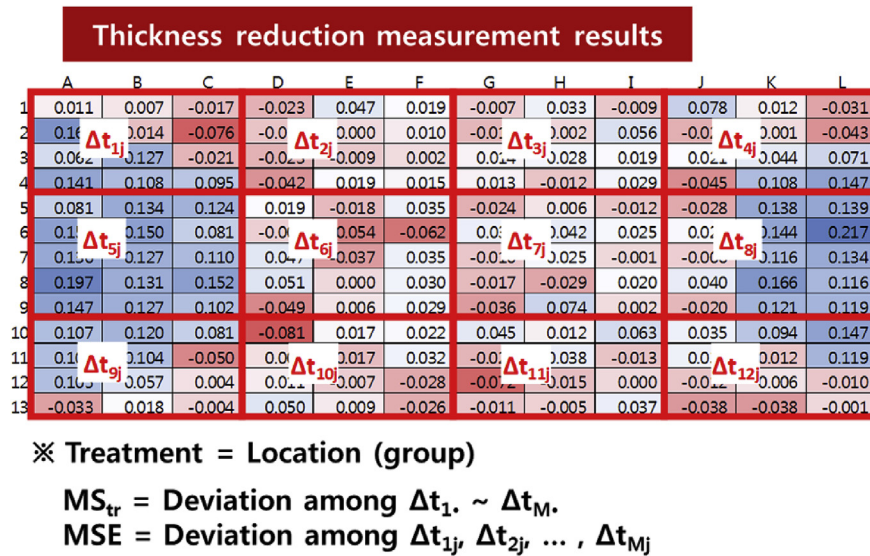 Thickness reduction measurement results
A B C D E F G H I J K L
1 0.011 0.007 -0.017 -0.023 0.047 0.019 -0.007 0.033 -0.009 0.078 0.012 -0.031
2 -0.076 0.000 0.010 0.002 0.056 0.001 -0.043
Δt1j Δt2j Δt3j Δt4j
3 0.062 0.127 -0.021 0.002 0.014 0.028 0.019 0.021 0.044 0.071
4 0.141 0.108 0.095 -0.042 0.019 0.015 0.013 -0.012 0.029 -0.045 0.108 0.147
5 0.081 0.134 0.124 0.019 -0.018 0.035 -0.024 0.006 -0.012 -0.028 0.138 0.139
6 0.150 0.081 -0.062 0.042 0.025 0.144 0.217
Δt5j Δt6j Δt7j Δt8j
7 0.127 0.110 0.047 -0.037 0.035 0.025 -0.001 0.116 0.134
8 0.197 0.131 0.152 0.051 0.000 0.030 -0.017 -0.029 0.020 0.040 0.166 0.116
9 0.147 0.127 0.102 -0.049 0.006 0.029 -0.036 0.074 0.002 -0.020 0.121 0.119
10 0.107 0.120 0.081 -0.081 0.017 0.022 0.045 0.012 0.063 0.035 0.094 0.147
11 0.104 -0.050 0.032 0.038 -0.013 0.119
Δt9j Δt10j Δt11j Δt12j
12 0.057 0.004 0.011 -0.028 -0.072 0.000 -0.012 -0.010
13 -0.033 0.018 -0.004 0.050 0.009 -0.026 -0.011 -0.005 0.037 -0.038 -0.038 -0.001
※ Treatment = Location (group)
MStr = Deviation among Δt1. ~ ΔtM.
MSE = Deviation among Δt1j, Δt2j, ... , ΔtMj